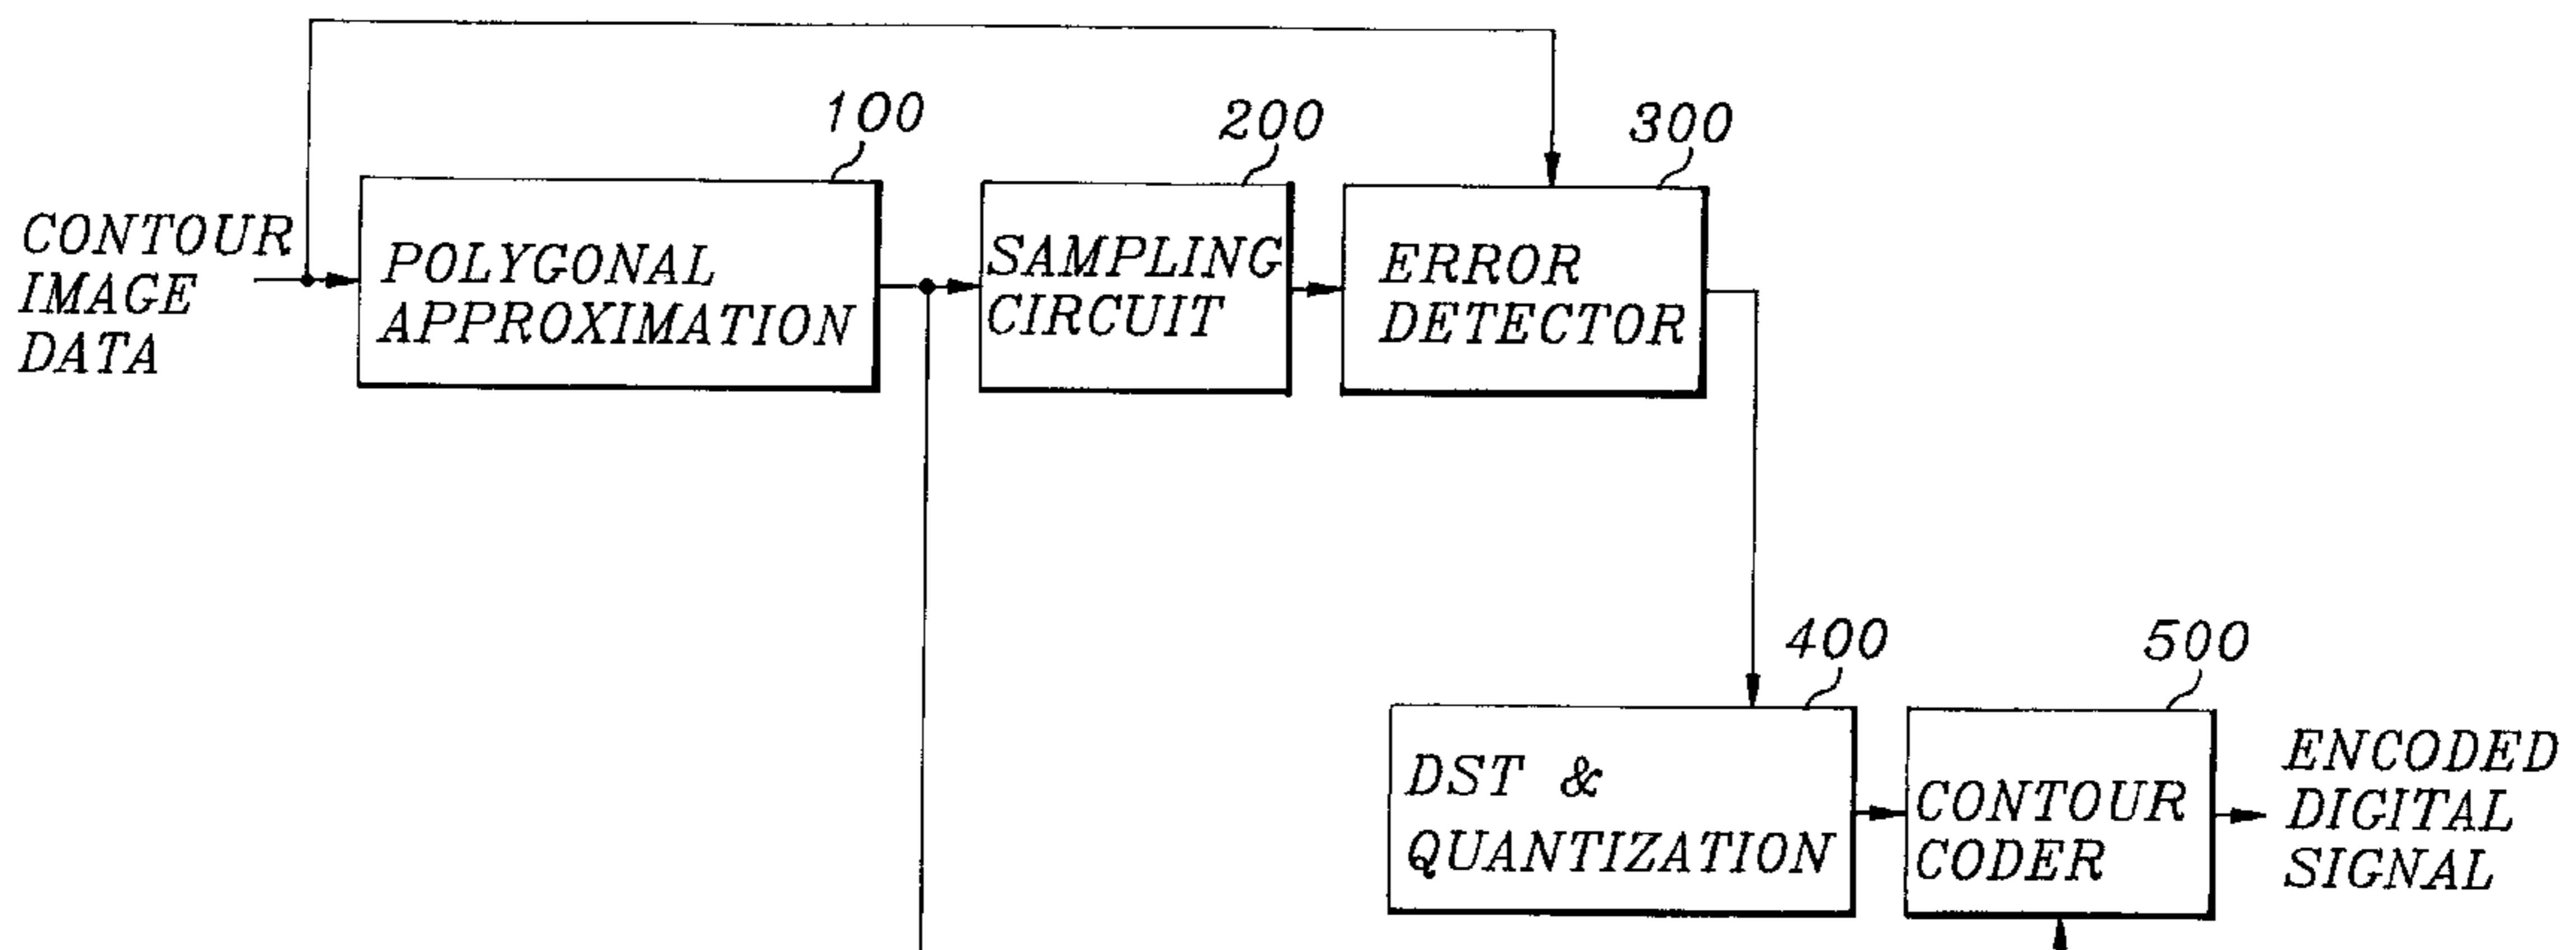 100
200
300
CONTOUR
IMAGE
DATA
POLYGONAL
APPROXIMATION
SAMPLING
CIRCUIT
ERROR
DETECTOR
400
500
DST &
QUANTIZATION
CONTOUR
CODER
ENCODED
DIGITAL
SIGNAL